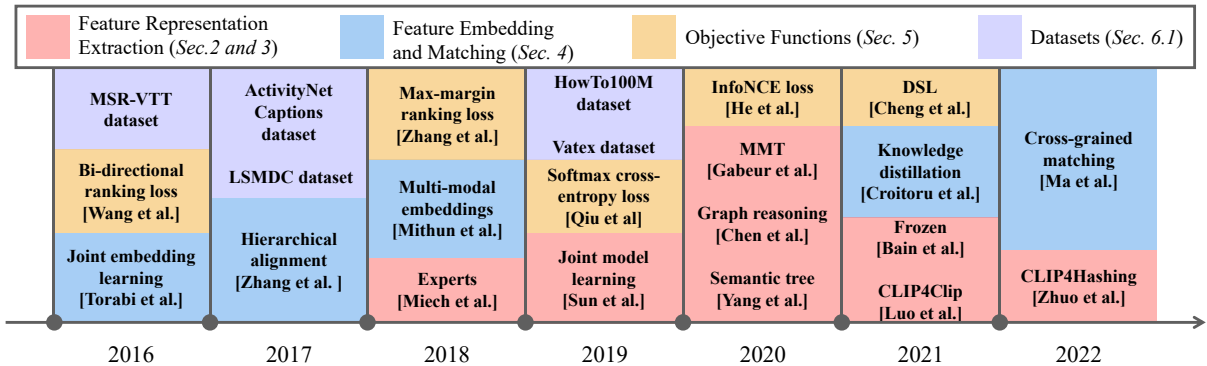 Feature Representation
Extraction (Sec.2 and 3)
Feature Embedding
and Matching (Sec. 4)
Objective Functions (Sec. 5)
Datasets (Sec. 6.1)
MSR-VTT
dataset
Bi-directional
ranking loss
[Wang et al.]
Joint embedding
learning
[Torabi et al.]
ActivityNet
Captions
dataset
LSMDC dataset
Hierarchical
alignment
[Zhang et al. ]
Max-margin
ranking loss
[Zhang et al.]
Multi-modal
embeddings
[Mithun et al.]
Experts
[Miech et al.]
HowTo100M
dataset
Vatex dataset
Softmax cross-
entropy loss
[Qiu et al]
Joint model
learning
[Sun et al.]
InfoNCE loss
[He et al.]
MMT
[Gabeur et al.]
Graph reasoning
[Chen et al.]
Semantic tree
[Yang et al.]
DSL
[Cheng et al.]
Knowledge
distillation
[Croitoru et al.]
Frozen
[Bain et al.]
CLIP4Clip
[Luo et al.]
Cross-grained
matching
[Ma et al.]
CLIP4Hashing
[Zhuo et al.]
2016
2017
2018
2019
2020
2021
2022